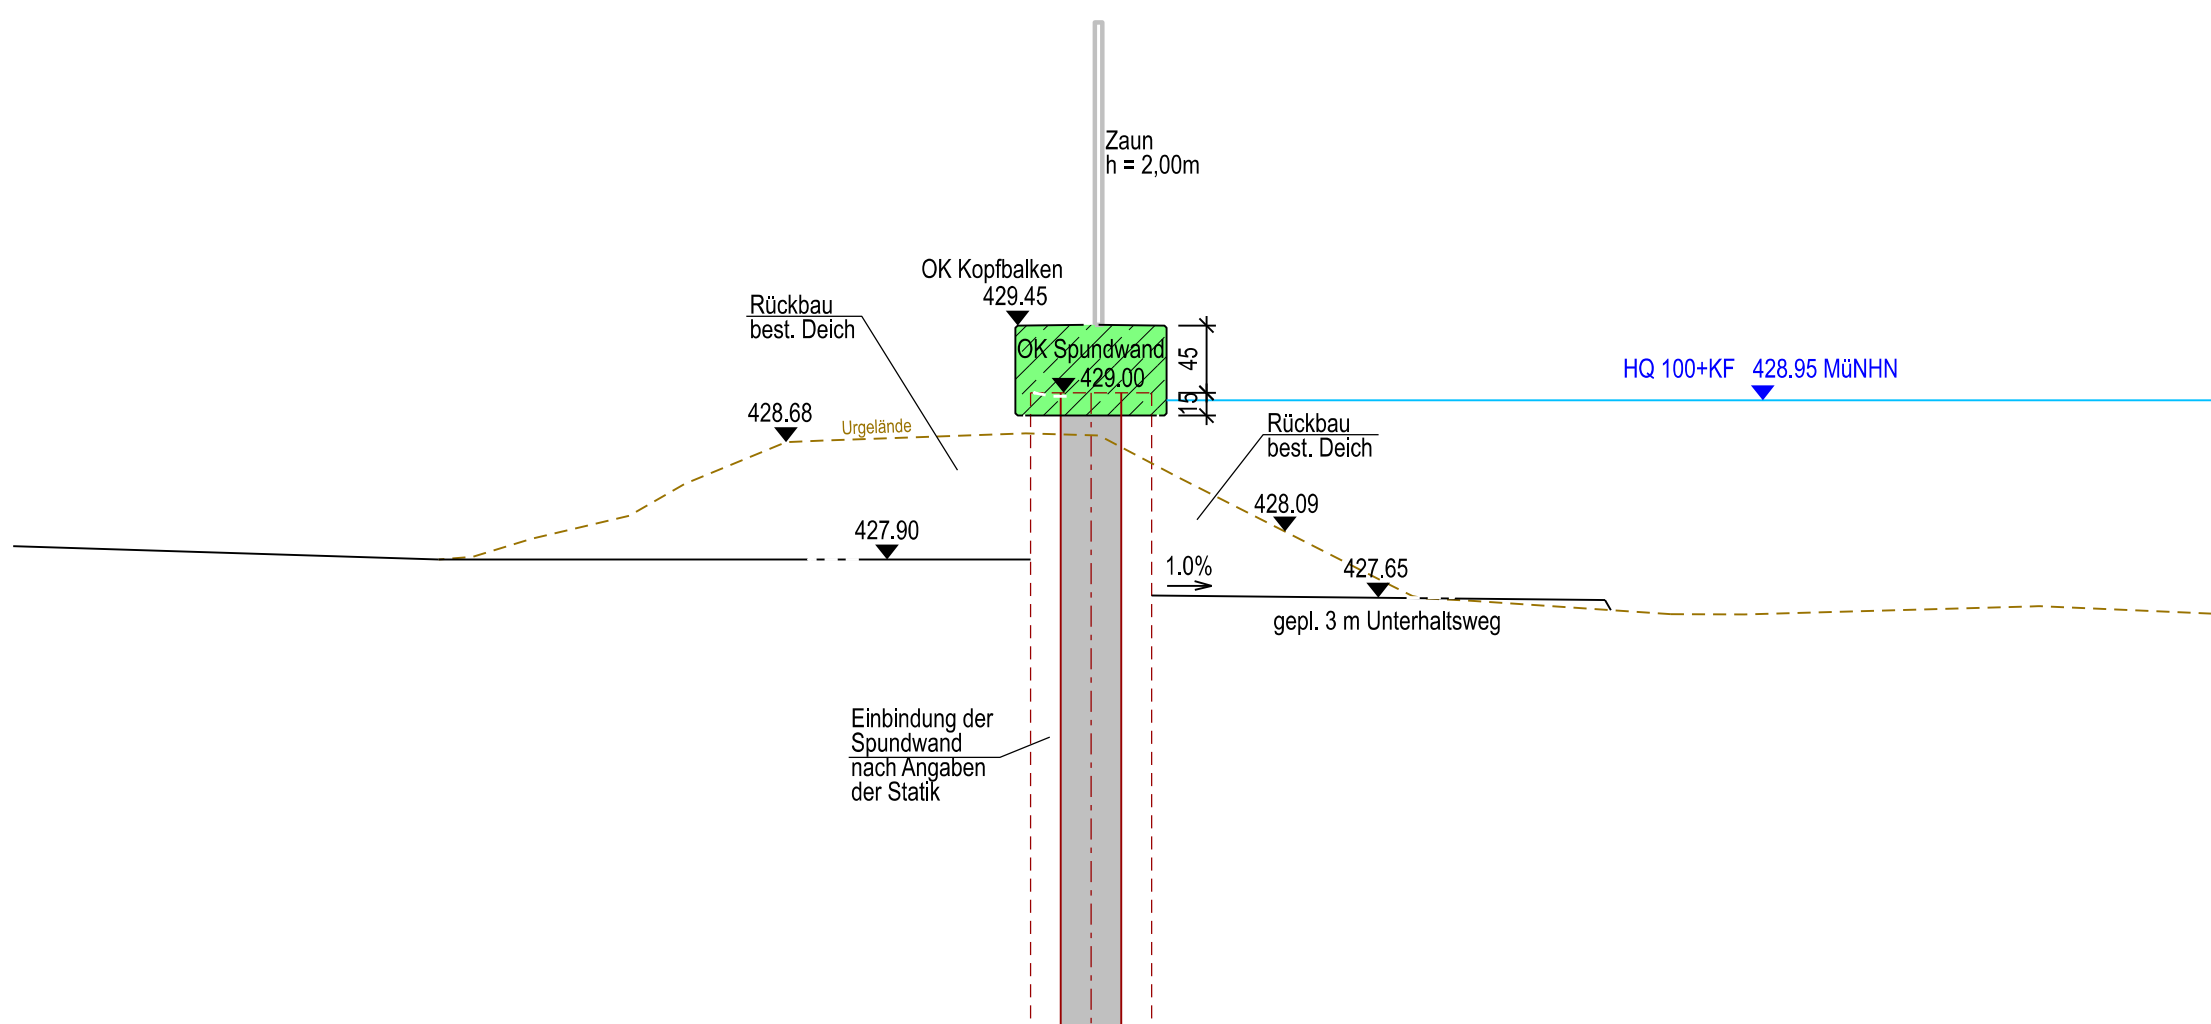 Zaun
h = 2,00m
OK Kopfbalken
429.45
Rückbau
best. Deich
OK Spundwand
429.00
45
15
HQ 100+KF 428.95 MüNHN
428.68
Urgelände
Rückbau
best. Deich
428.09
427.90
1.0%
427.65
gepl. 3 m Unterhaltsweg
Einbindung der
Spundwand
nach Angaben
der Statik